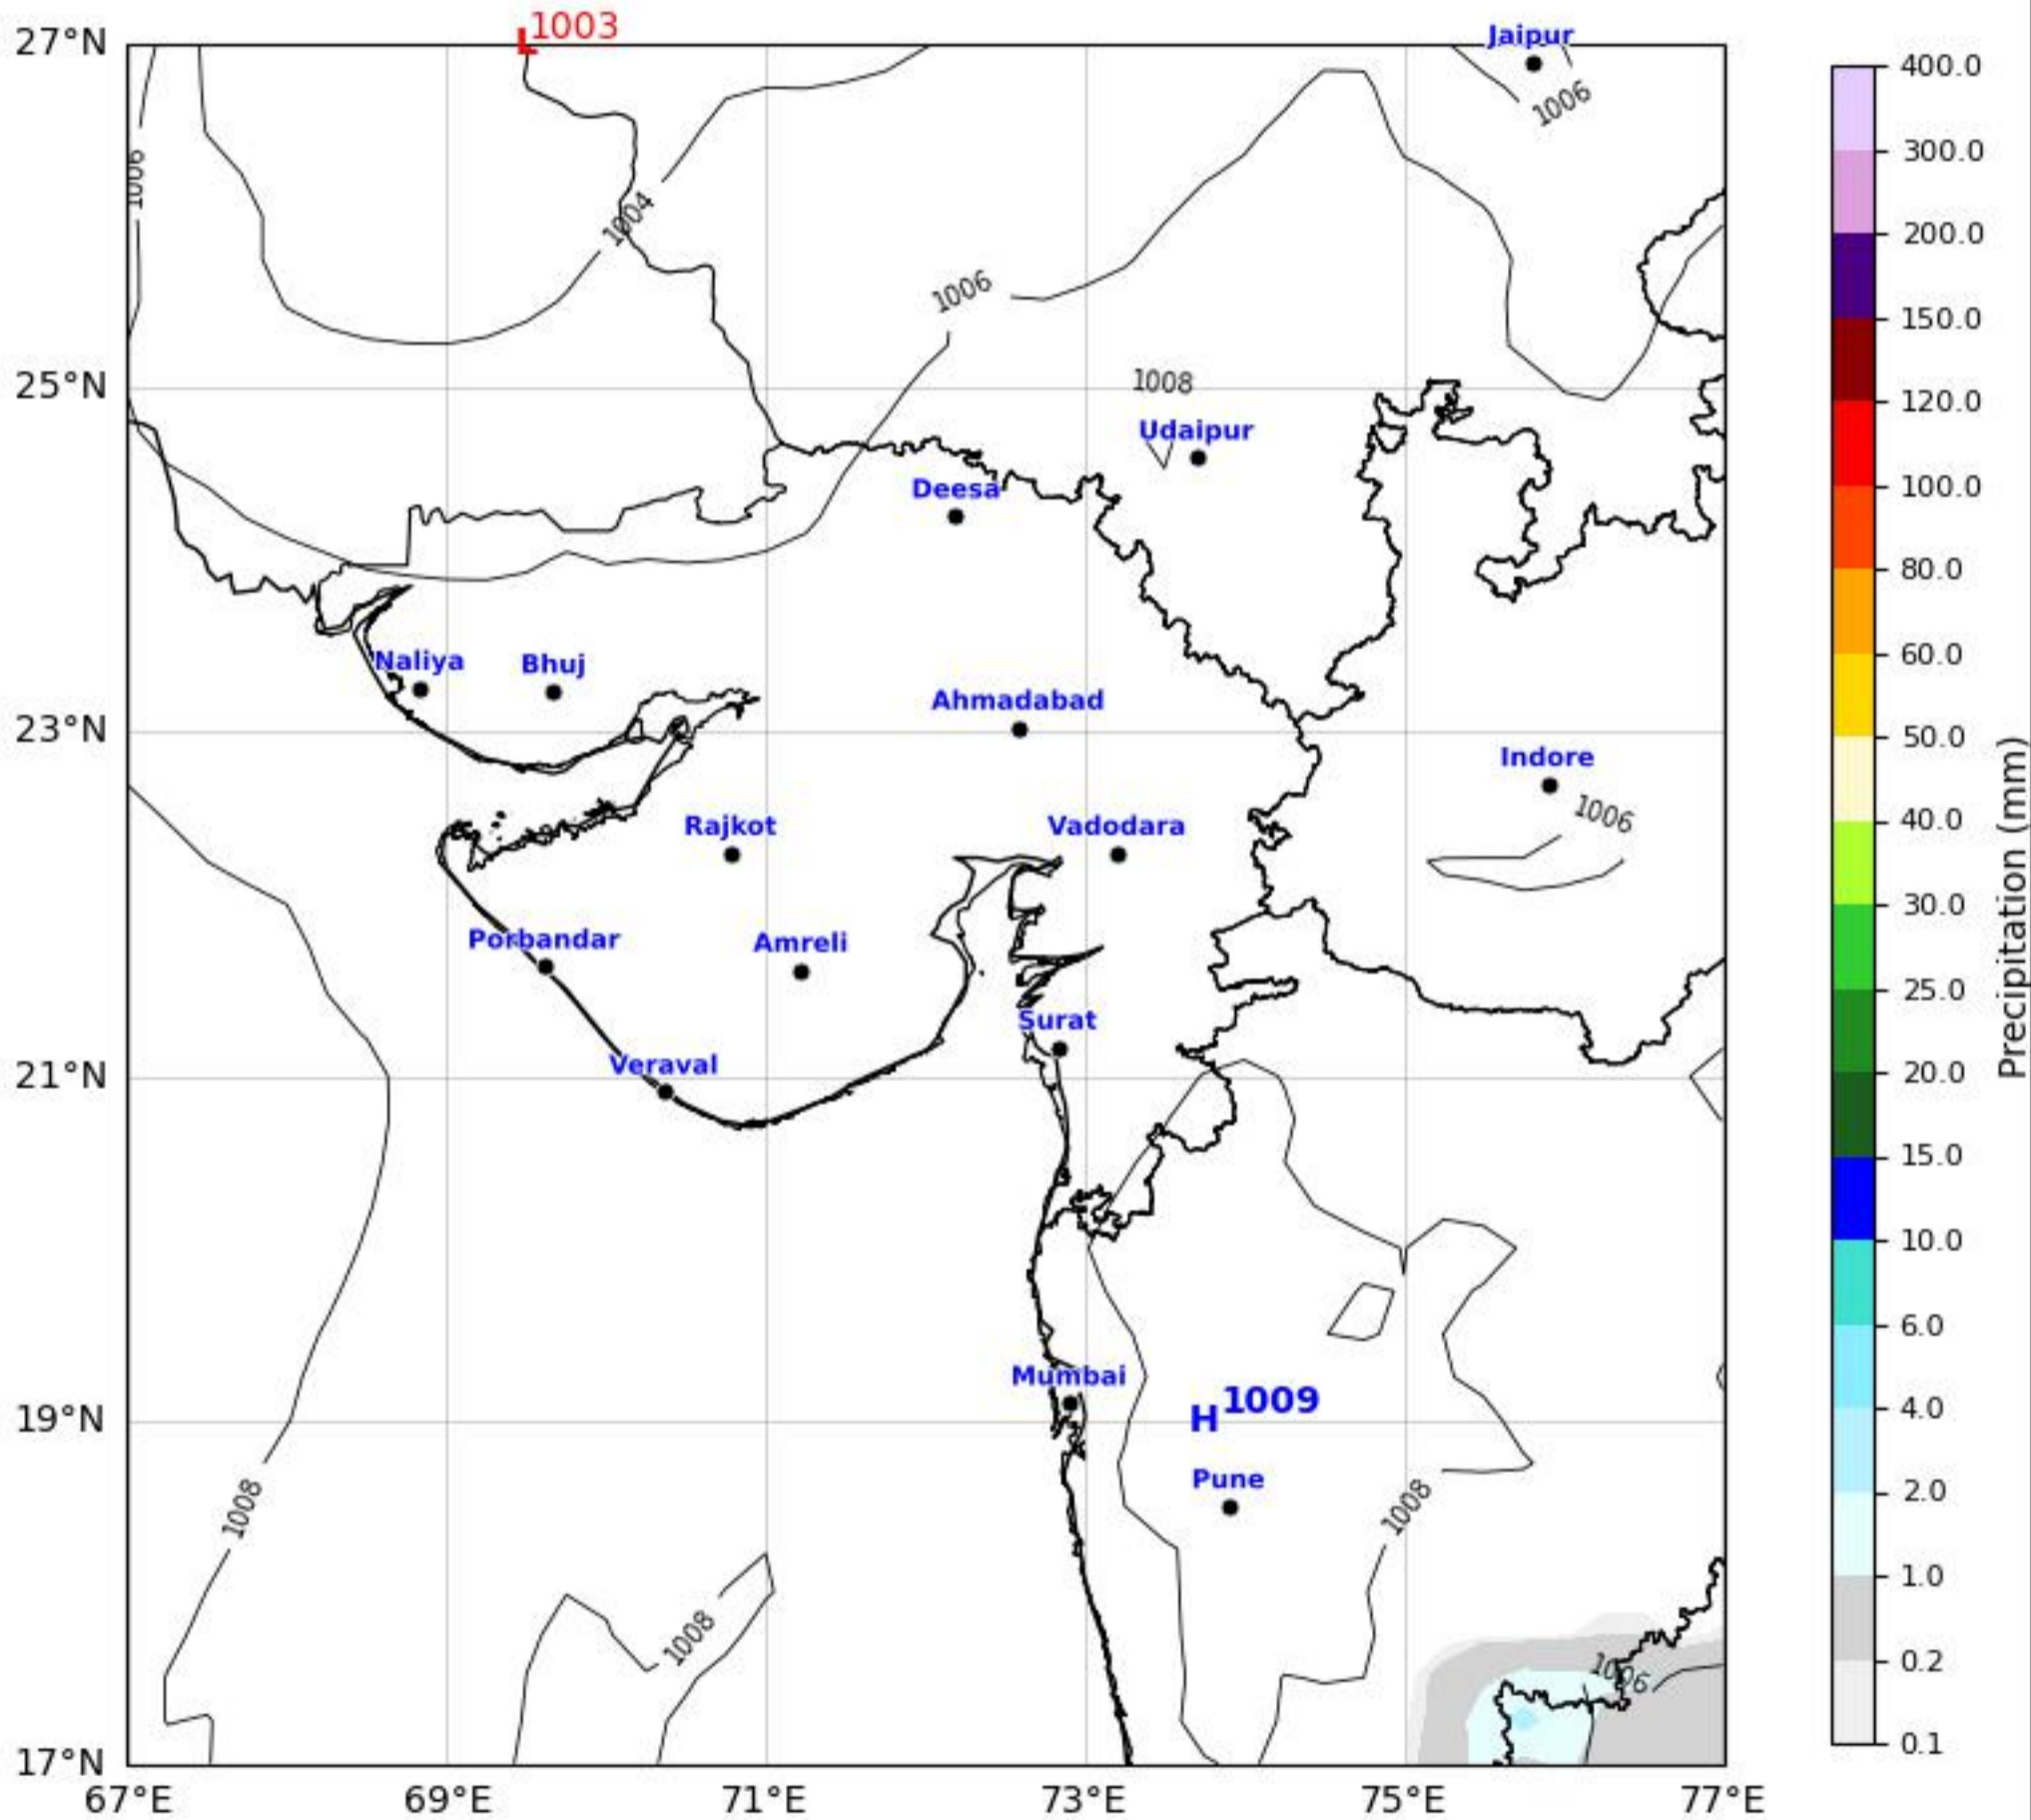 L 1003
Jaipur
27°N
400.0
1006
300.0
1006
1004
200.0
1006
150.0
25°N
1008
120.0
Udaipur
100.0
Deesa
80.0
Naliya
Bhuj
60.0
Ahmadabad
23°N
50.0
Indore
1006
40.0
Rajkot
Vadodara
30.0
Precipitation (mm)
Porbandar
Amreli
25.0
Surat
21°N
20.0
Veraval
15.0
10.0
6.0
Mumbai
H 1009
4.0
19°N
Pune
2.0
1008
1008
1.0
1008
0.2
1006
0.1
17°N
67°E 69°E 71°E 73°E 75°E 77°E